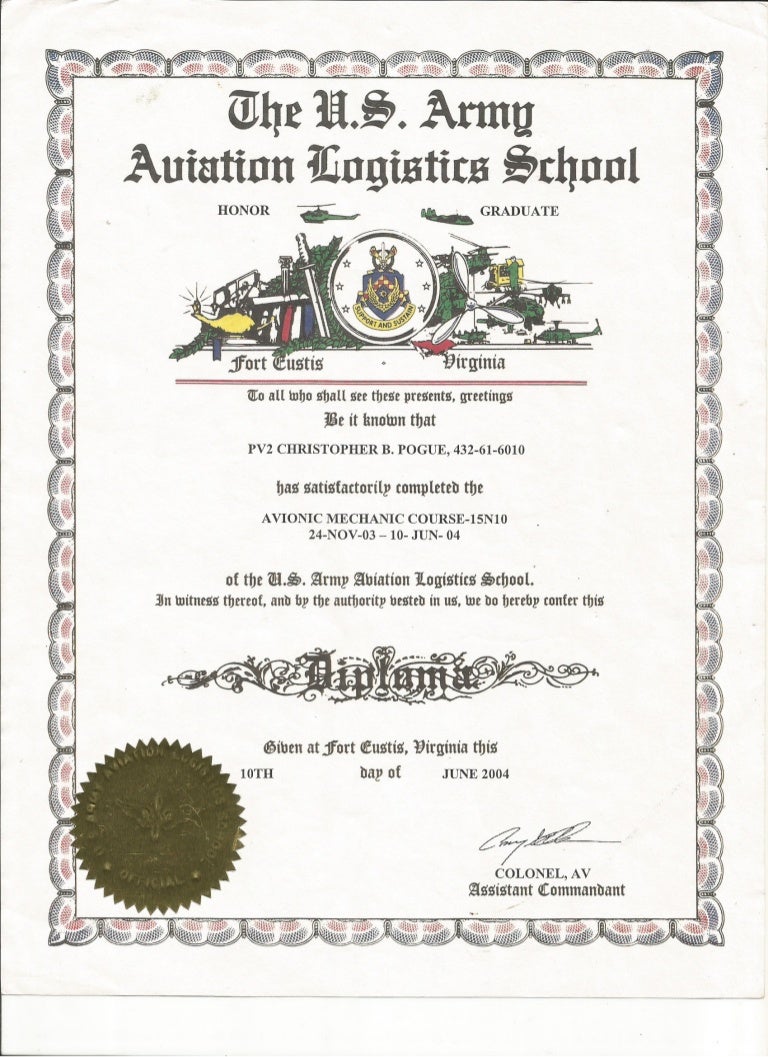 The U.S. Army
Aviation Logistics School
HONOR GRADUATE
SUPPORT AND SUSTAIN
Fort Eustis Virginia
To all who shall see these presents, greetings
Be it known that
PV2 CHRISTOPHER B. POGUE, 432-61-6010
has satisfactorily completed the
AVIONIC MECHANIC COURSE-15N10
24-NOV-03 – 10- JUN- 04
of the U.S. Army Aviation Logistics School.
In witness thereof, and by the authority vested in us, we do hereby confer this
Diploma
Given at Fort Eustis, Virginia this
10TH day of JUNE 2004
OFFICIAL
COLONEL, AV
Assistant Commandant